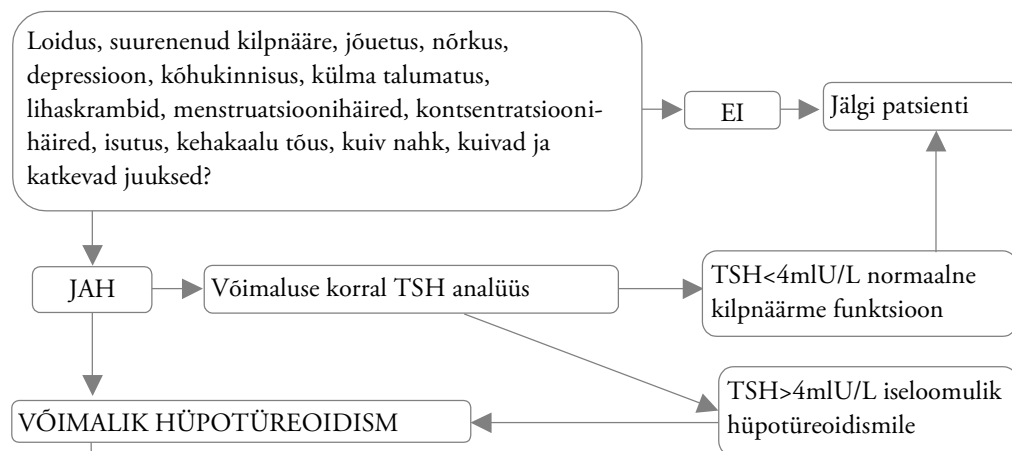 Loidus, suurenenud kilpnääre, jõuetus, nõrkus,
depressioon, kõhukinnisus, külma talumatus,
lihaskrambid, menstruatsioonihäired, kontsentratsiooni-
häired, isutus, kehakaalu tõus, kuiv nahk, kuivad ja
katkevad juuksed?
EI
Jälgi patsienti
JAH
Võimaluse korral TSH analüüs
TSH<4mlU/L normaalne
kilpnäärme funktsioon
TSH>4mlU/L iseloomulik
hüpotüreoidismile
VÕIMALIK HÜPOTÜREOIDISM